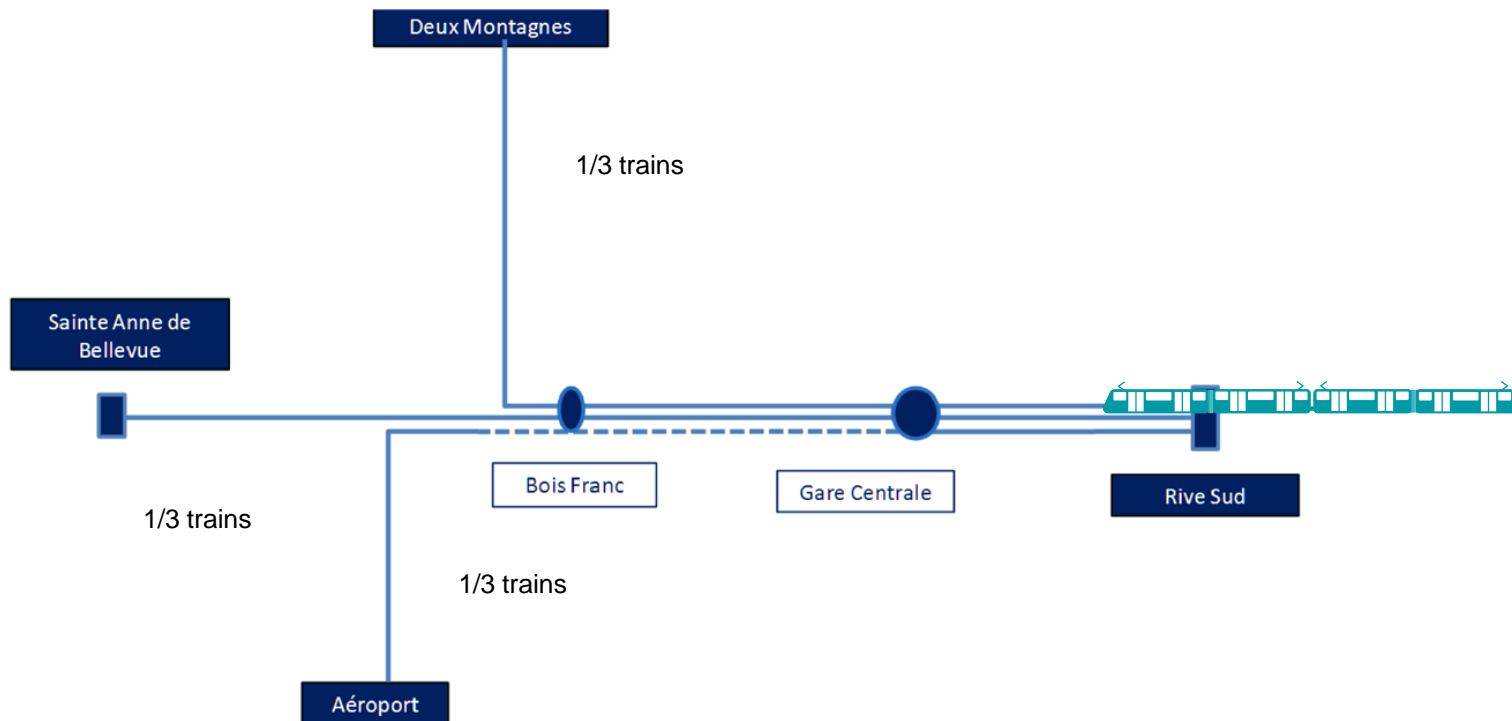 Deux Montagnes
1/3 trains
Sainte Anne de
Bellevue
Bois Franc
Gare Centrale
Rive Sud
1/3 trains
1/3 trains
Aéroport